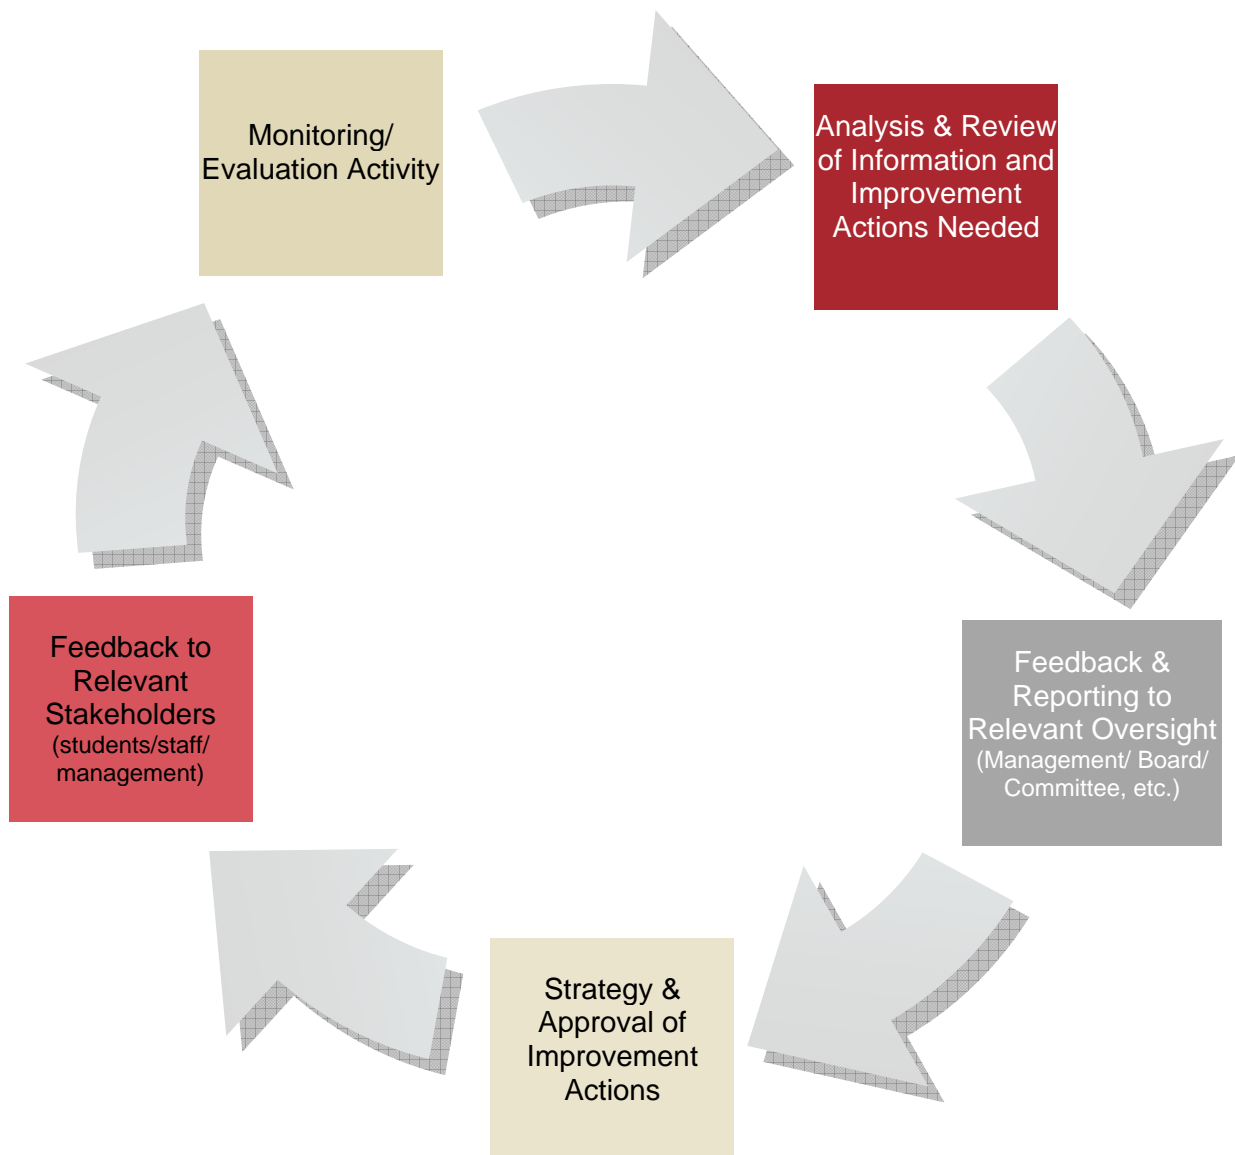 Monitoring/
Evaluation Activity
Analysis & Review
of Information and
Improvement
Actions Needed
Feedback &
Reporting to
Relevant Oversight
(Management/ Board/
Committee, etc.)
Strategy &
Approval of
Improvement
Actions
Feedback to
Relevant
Stakeholders
(students/staff/
management)